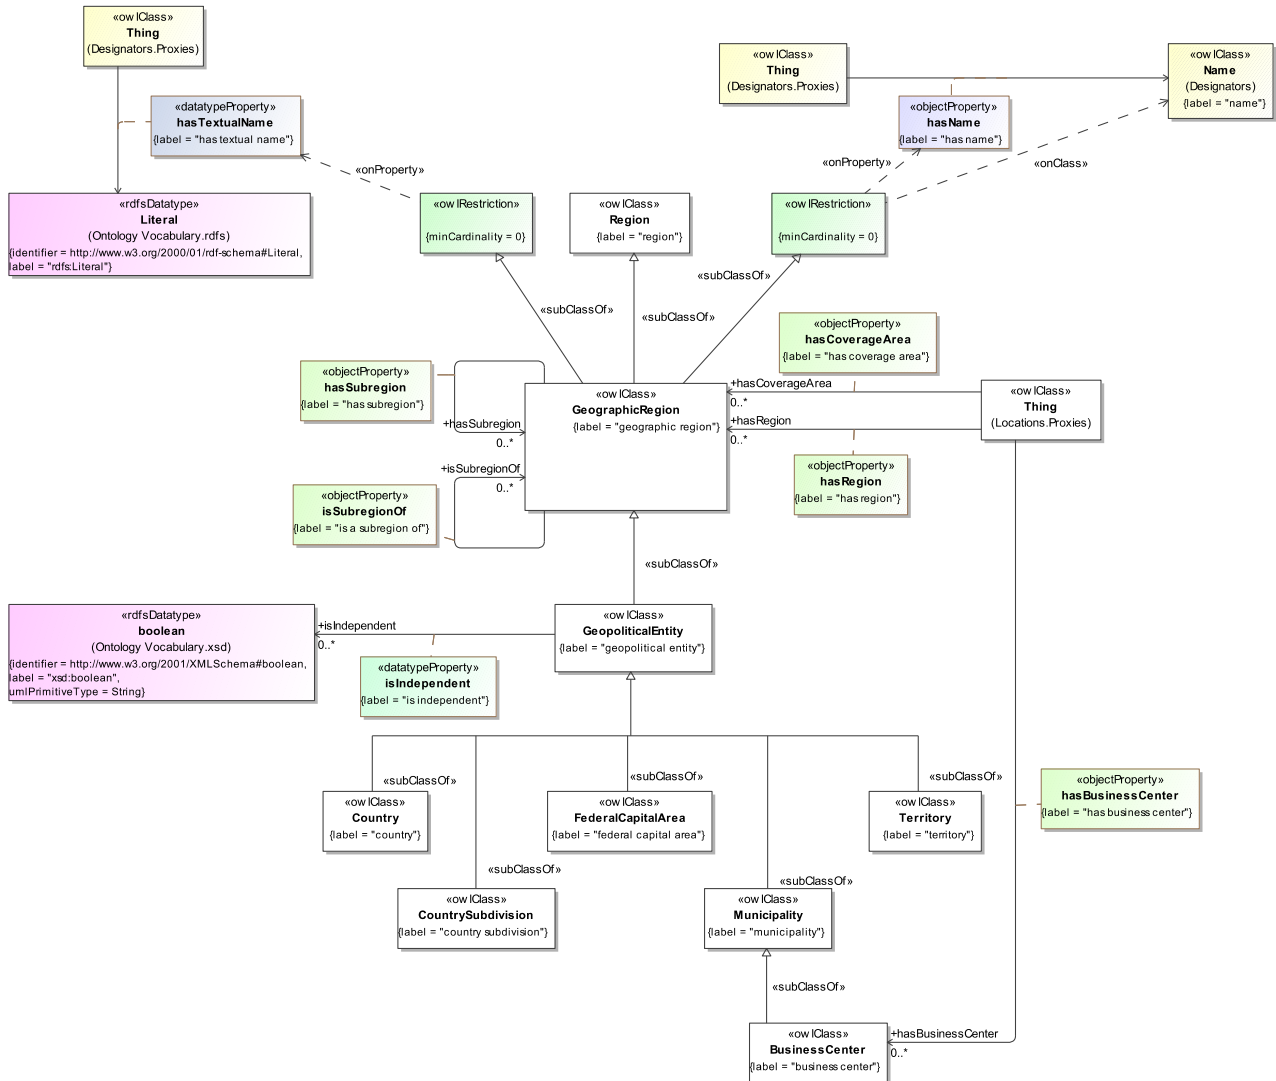 «owlClass»
Thing
(Designators.Proxies)
«owlClass»
Thing
(Designators.Proxies)
«owlClass»
Name
(Designators)
{label = "name"}
«datatypeProperty»
hasTextualName
{label = "has textual name"}
«objectProperty»
hasName
{label = "has name"}
«onProperty»
«onProperty»
«onClass»
«rdfsDatatype»
Literal
(Ontology Vocabulary.rdfs)
{identifier = http://www.w3.org/2000/01/rdf-schema#Literal,
label = "rdfs:Literal"}
«owlRestriction»
{minCardinality = 0}
«owlClass»
Region
{label = "region"}
«owlRestriction»
{minCardinality = 0}
«subClassOf»
«subClassOf»
«subClassOf»
«objectProperty»
hasCoverageArea
{label = "has coverage area"}
«objectProperty»
hasSubregion
{label = "has subregion"}
+hasSubregion
0..*
«owlClass»
GeographicRegion
{label = "geographic region"}
+hasCoverageArea
0..*
+hasRegion
0..*
«owlClass»
Thing
(Locations.Proxies)
+isSubregionOf
0..*
«objectProperty»
isSubregionOf
{label = "is a subregion of"}
«objectProperty»
hasRegion
{label = "has region"}
«subClassOf»
«rdfsDatatype»
boolean
(Ontology Vocabulary.xsd)
{identifier = http://www.w3.org/2001/XMLSchema#boolean,
label = "xsd:boolean",
umlPrimitiveType = String}
+isIndependent
0..*
«datatypeProperty»
isIndependent
{label = "is independent"}
«owlClass»
GeopoliticalEntity
{label = "geopolitical entity"}
«subClassOf»
«subClassOf»
«subClassOf»
«owlClass»
Country
{label = "country"}
«owlClass»
FederalCapitalArea
{label = "federal capital area"}
«owlClass»
Territory
{label = "territory"}
«objectProperty»
hasBusinessCenter
{label = "has business center"}
«subClassOf»
«subClassOf»
«owlClass»
CountrySubdivision
{label = "country subdivision"}
«owlClass»
Municipality
{label = "municipality"}
«subClassOf»
«owlClass»
BusinessCenter
{label = "business center"}
+hasBusinessCenter
0..*